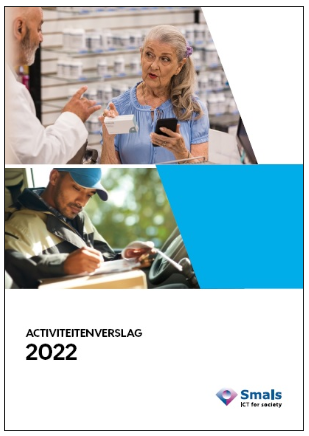 ACTIVITEITENVERSLAG
2022
Smals
ICT for society